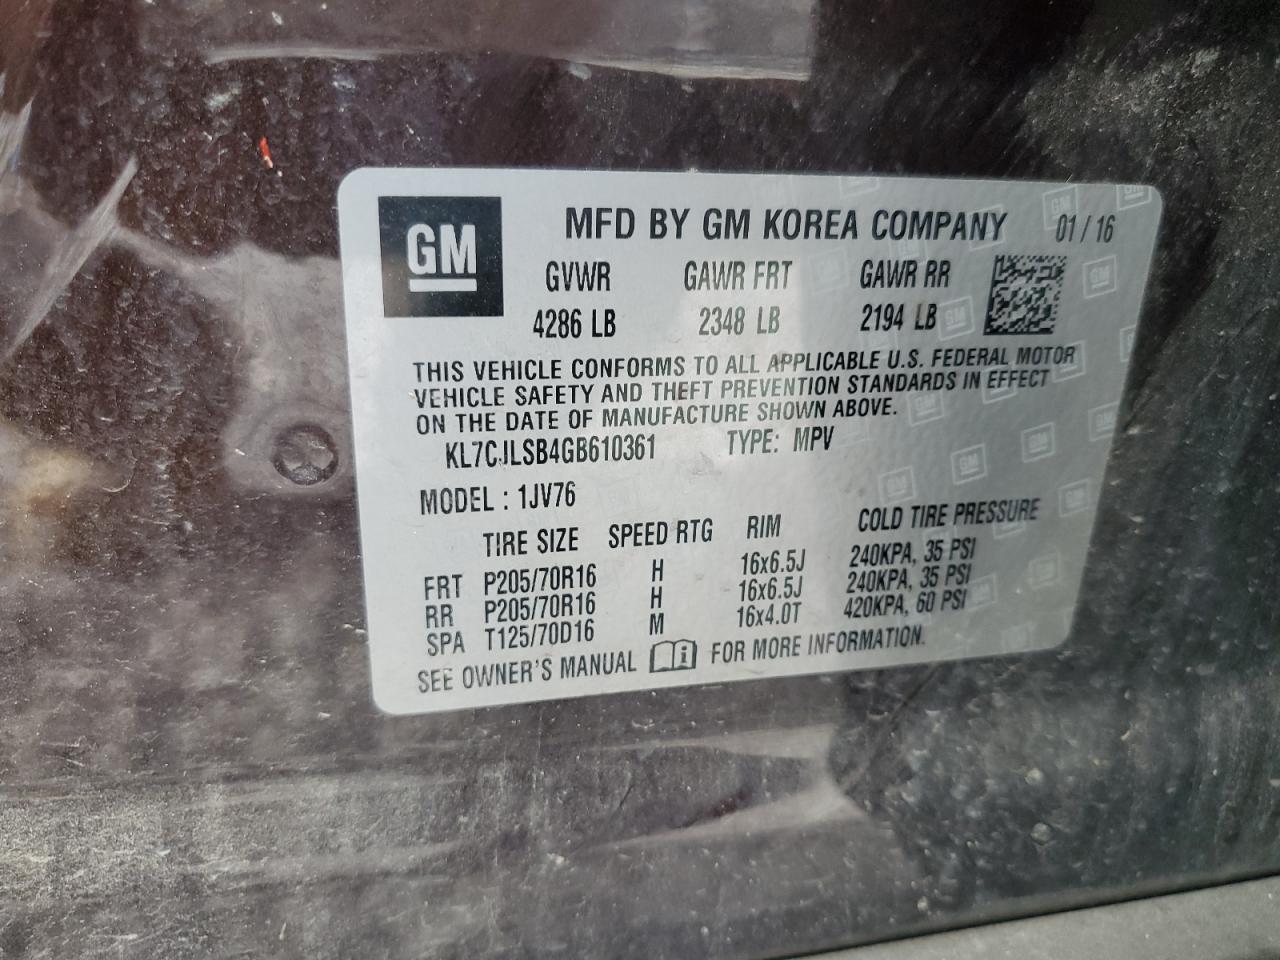 GM
MFD BY GM KOREA COMPANY 01 / 16
GVWR GAWR FRT GAWR RR
4286 LB 2348 LB 2194 LB
THIS VEHICLE CONFORMS TO ALL APPLICABLE U.S. FEDERAL MOTOR
VEHICLE SAFETY AND THEFT PREVENTION STANDARDS IN EFFECT
ON THE DATE OF MANUFACTURE SHOWN ABOVE.
KL7CJLSB4GB610361 TYPE: MPV
MODEL : 1JV76
TIRE SIZE SPEED RTG RIM COLD TIRE PRESSURE
FRT P205/70R16 H 16x6.5J 240KPA, 35 PSI
RR P205/70R16 H 16x6.5J 240KPA, 35 PSI
SPA T125/70D16 M 16x4.0T 420KPA, 60 PSI
SEE OWNER'S MANUAL i FOR MORE INFORMATION.